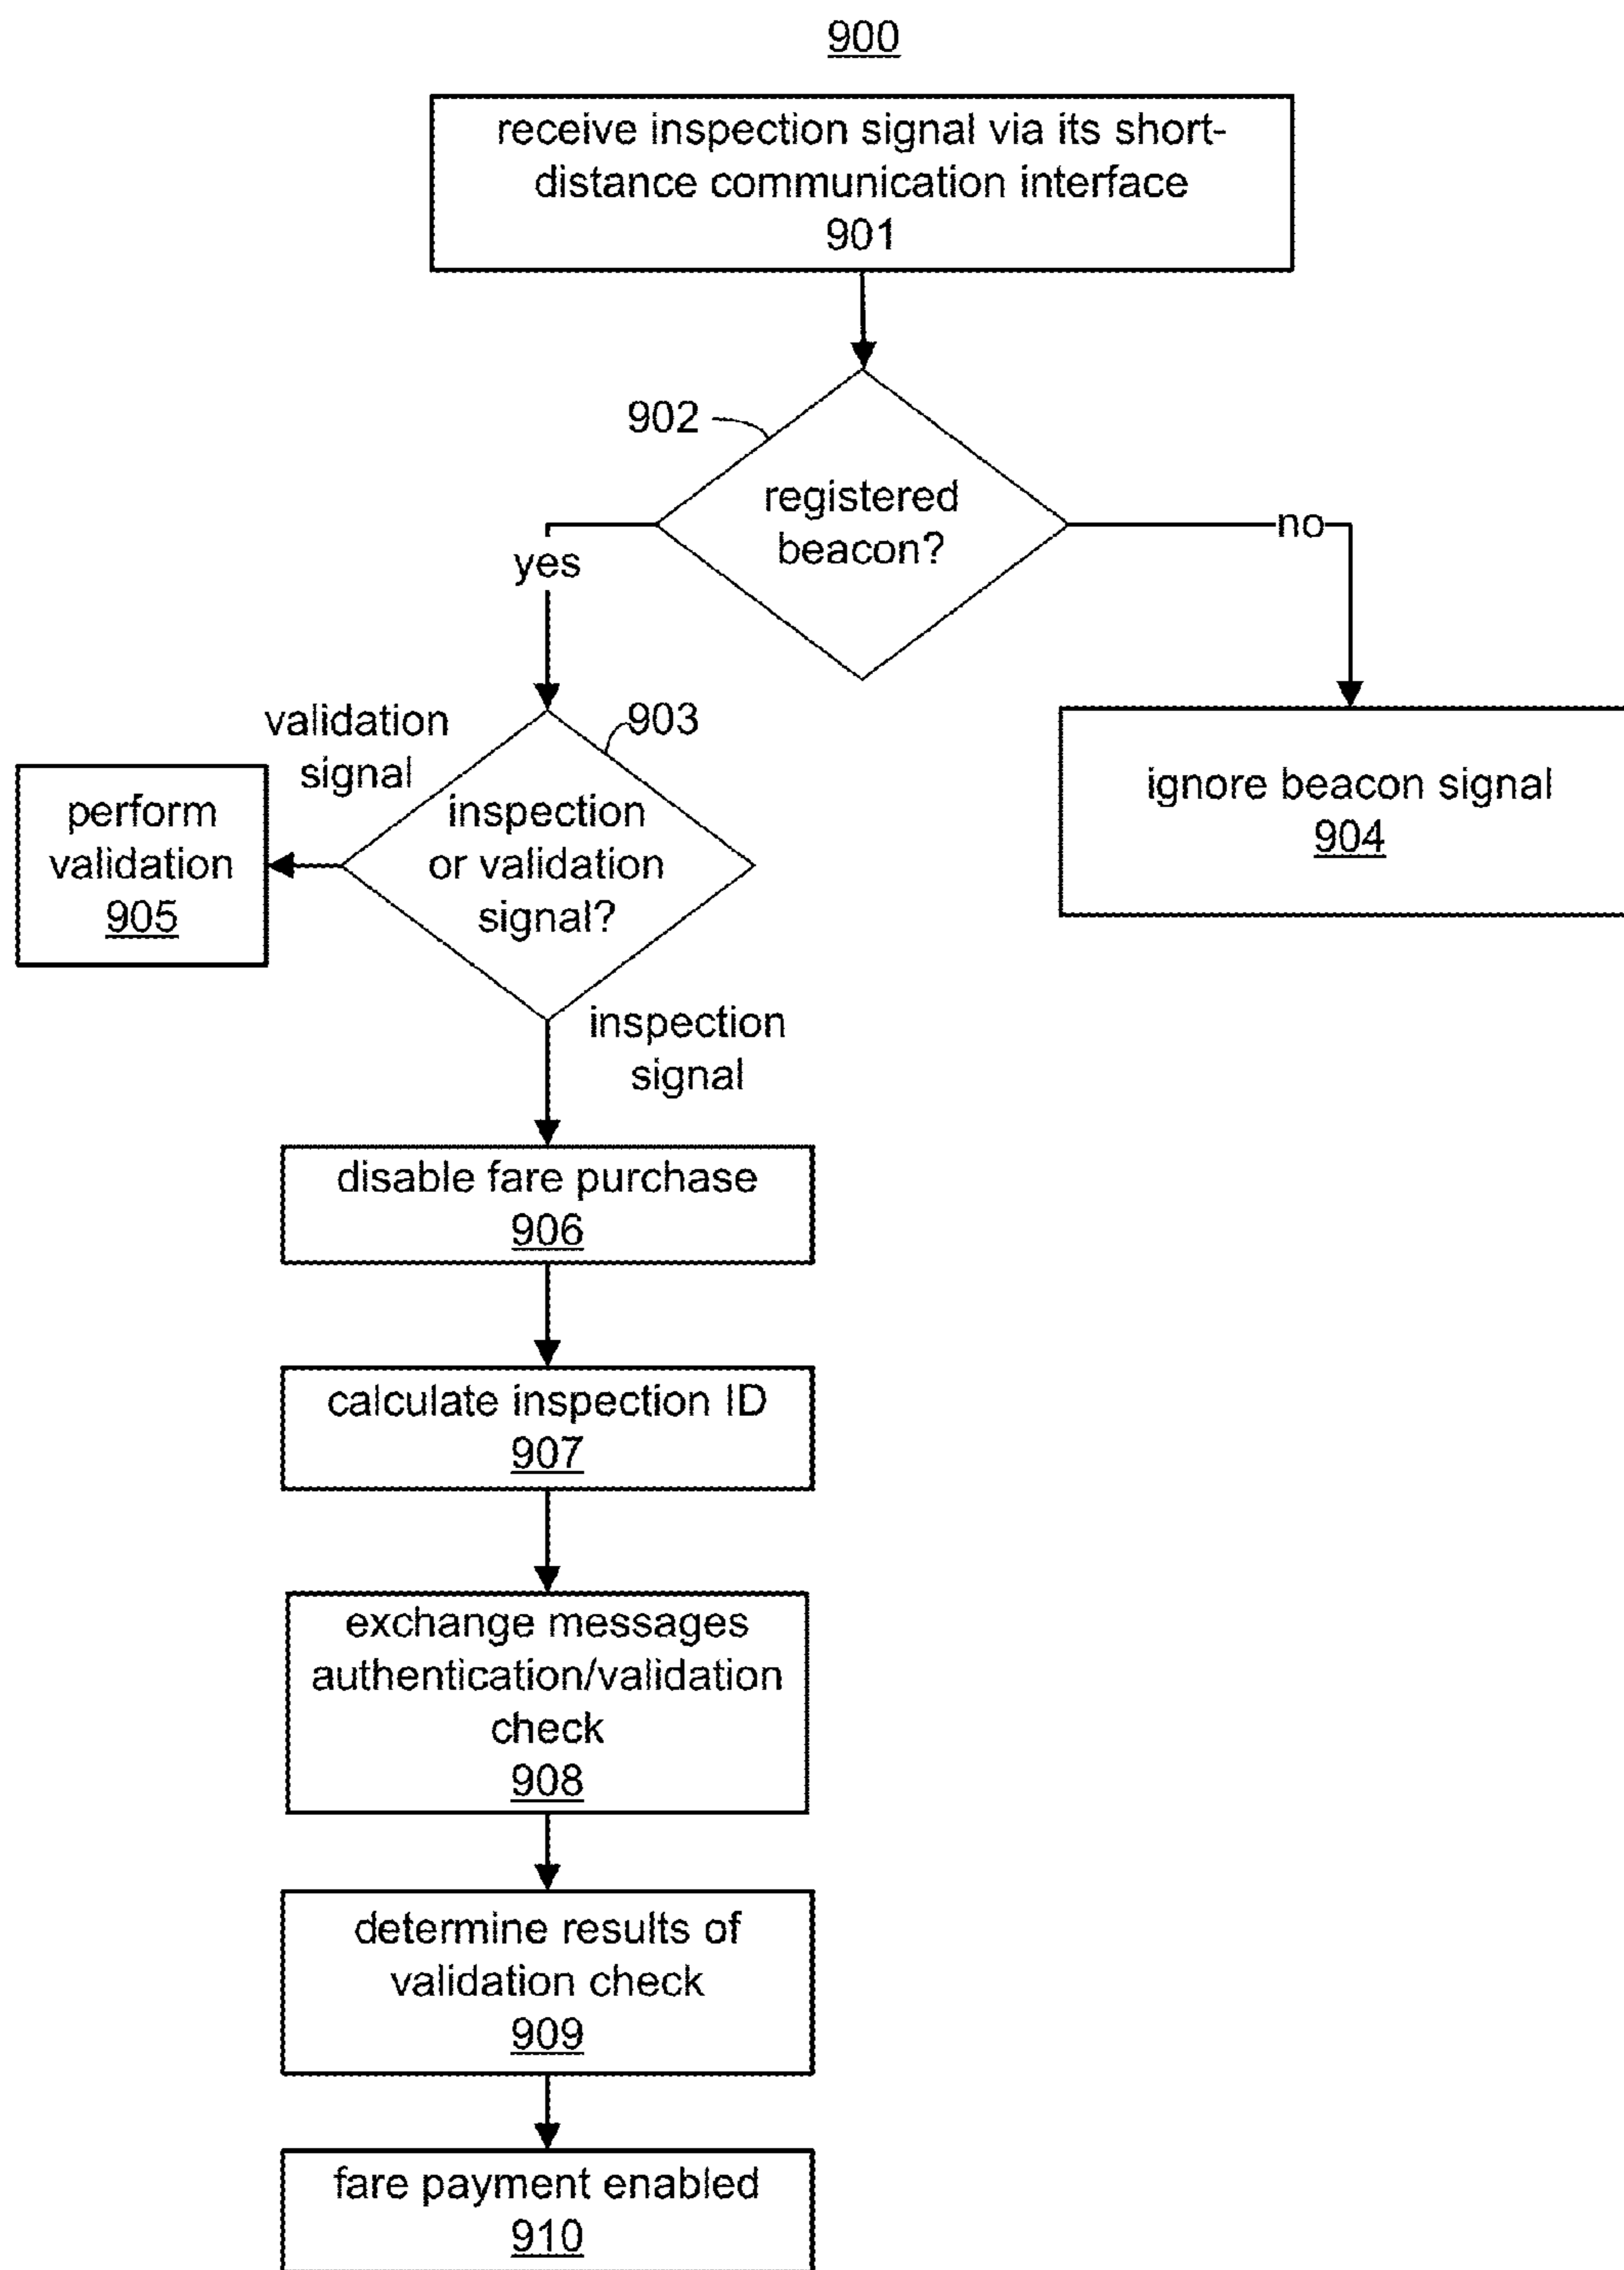 900
receive inspection signal via its short-
distance communication interface
901
902
registered
beacon?
yes
no
validation
signal
903
perform
validation
905
inspection
or validation
signal?
ignore beacon signal
904
inspection
signal
disable fare purchase
906
calculate inspection ID
907
exchange messages
authentication/validation
check
908
determine results of
validation check
909
fare payment enabled
910